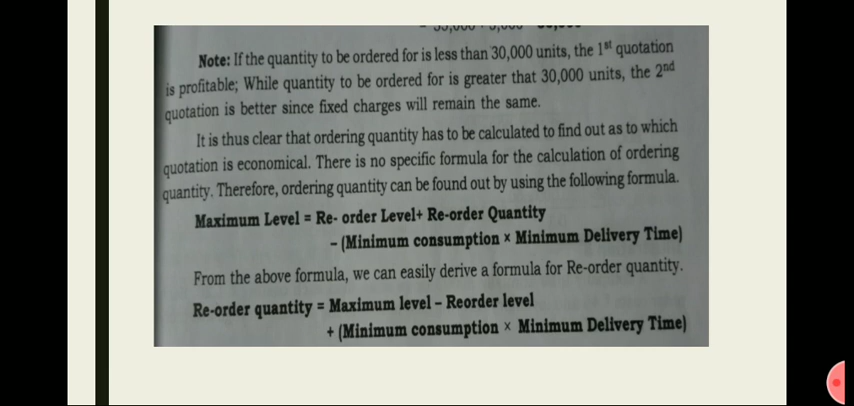 Note: If the quantity to be ordered for is less than 30,000 units, the 1st quotation
is profitable; While quantity to be ordered for is greater that 30,000 units, the 2nd
quotation is better since fixed charges will remain the same.
It is thus clear that ordering quantity has to be calculated to find out as to which
quotation is economical. There is no specific formula for the calculation of ordering
quantity. Therefore, ordering quantity can be found out by using the following formula.
Maximum Level = Re- order Level+ Re-order Quantity
– (Minimum consumption × Minimum Delivery Time)
From the above formula, we can easily derive a formula for Re-order quantity.
Re-order quantity = Maximum level – Reorder level
+ (Minimum consumption × Minimum Delivery Time)